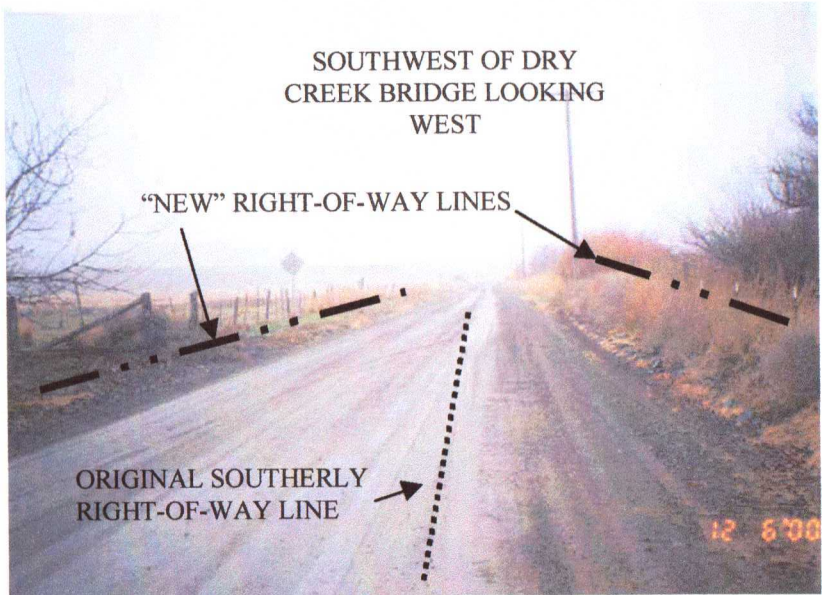 SOUTHWEST OF DRY
CREEK BRIDGE LOOKING
WEST
“NEW” RIGHT-OF-WAY LINES
ORIGINAL SOUTHERLY
RIGHT-OF-WAY LINE
12 6'00